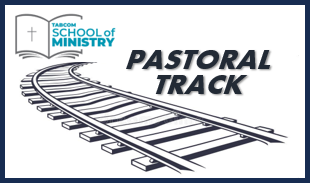 TABCOM
SCHOOL of
MINISTRY
PASTORAL
TRACK